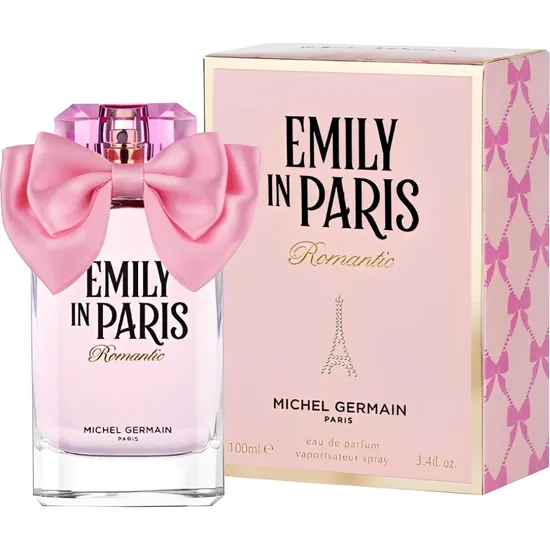 EMILY
IN PARIS
Romantic
MICHEL GERMAIN
PARIS
EMILY
IN PARIS
Romantic
MICHEL GERMAIN
PARIS
100ml e
eau de parfum
vaporisateur spray
3.4fl. oz.